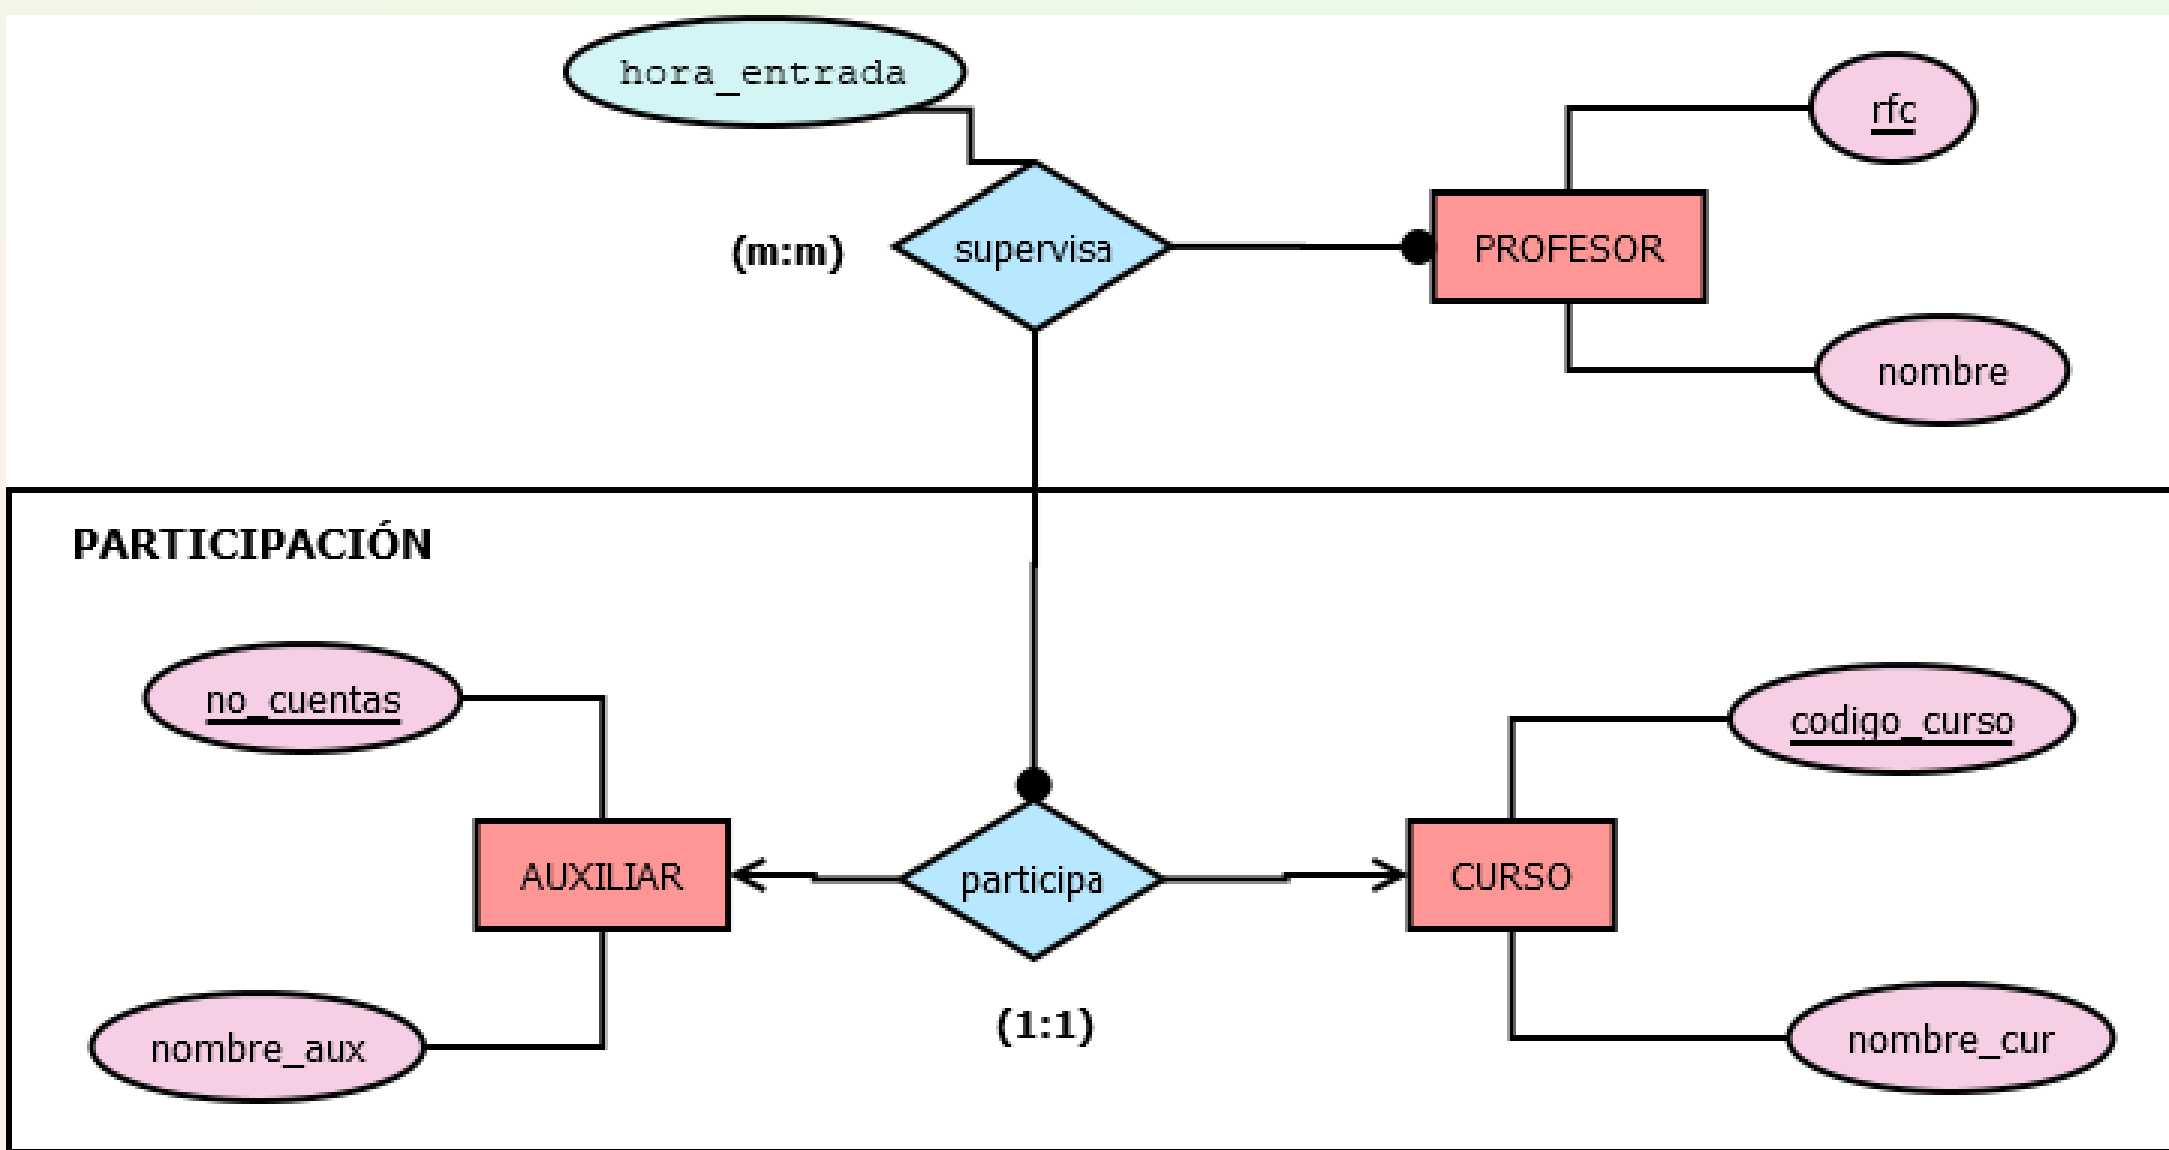 hora_entrada
rfc
(m:m)
supervisa
PROFESOR
nombre
PARTICIPACIÓN
no_cuentas
codigo_curso
AUXILIAR
participa
CURSO
(1:1)
nombre_aux
nombre_cur